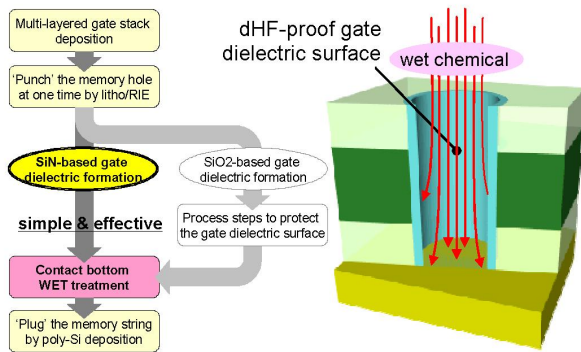 Multi-layered gate stack
deposition
'Punch' the memory hole
at one time by litho/RIE
SiN-based gate
dielectric formation
SiO2-based gate
dielectric formation
simple & effective
Process steps to protect
the gate dielectric surface
Contact bottom
WET treatment
'Plug' the memory string
by poly-Si deposition
dHF-proof gate
dielectric surface
wet chemical